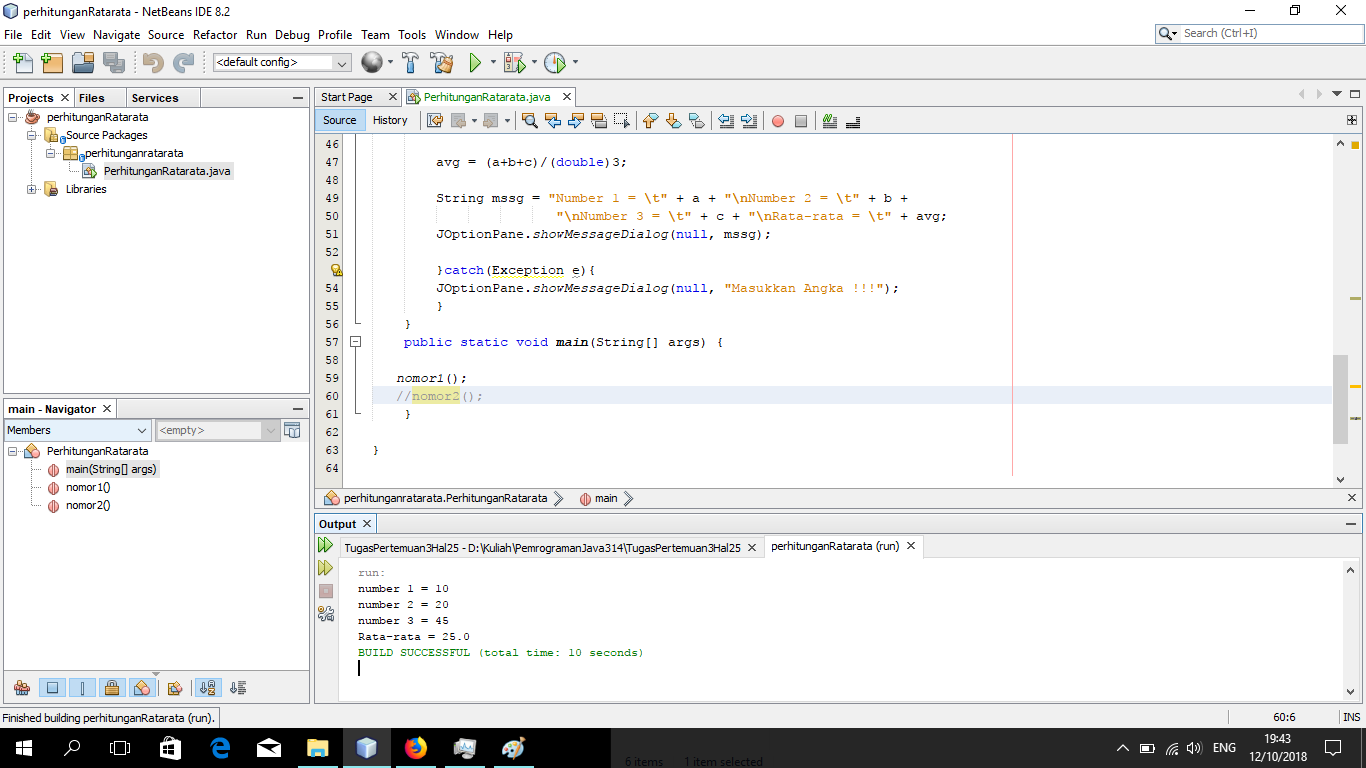 perhitunganRatarata - NetBeans IDE 8.2
File Edit View Navigate Source Refactor Run Debug Profile Team Tools Window Help
Search (Ctrl+I)
<default config>
Projects Files Services
perhitunganRatarata
Source Packages
perhitunganratarata
PerhitunganRatarata.java
Libraries
main - Navigator
Members <empty>
PerhitunganRatarata
main(String[] args)
nomor1()
nomor2()
Start Page PerhitunganRatarata.java
Source History
46
47 avg = (a+b+c)/(double)3;
48
49 String mssg = "Number 1 = \t" + a + "\nNumber 2 = \t" + b +
50 "\nNumber 3 = \t" + c + "\nRata-rata = \t" + avg;
51 JOptionPane.showMessageDialog(null, mssg);
52
}catch(Exception e){
54 JOptionPane.showMessageDialog(null, "Masukkan Angka !!!");
55 }
56 }
57 public static void main(String[] args) {
58
59 nomor1();
60 //nomor2();
61 }
62
63 }
64
perhitunganratarata.PerhitunganRatarata main
Output
TugasPertemuan3Hal25 - D:\Kuliah\PemrogramanJava314\TugasPertemuan3Hal25 perhitunganRatarata (run)
run:
number 1 = 10
number 2 = 20
number 3 = 45
Rata-rata = 25.0
BUILD SUCCESSFUL (total time: 10 seconds)
Finished building perhitunganRatarata (run).
60:6 INS
6 items 1 item selected
ENG
19:43
12/10/2018